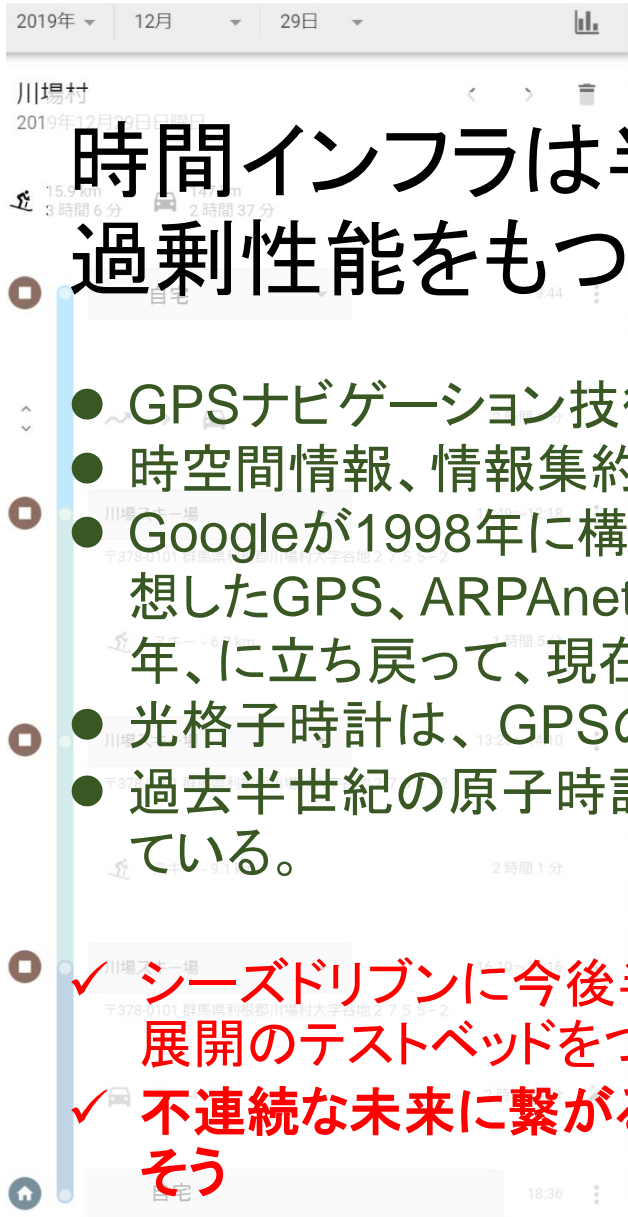 2019年 12月 29日
川場村
2019年12月29日日曜日
時間インフラは
15.9 km
3 時間 6 分 2 時間 37 分
過剰性能をもつ
自宅 9:44
GPSナビゲーション技
時空間情報、情報集約
川場スキー場
Googleが1998年に構
〒378-0101 群馬県利根郡川場村大字谷地２７５５−２
想したGPS、ARPAnet
年、に立ち戻って、現在
川場スキー場
光格子時計は、GPSの
過去半世紀の原子時計
ている。
スキー - 9.1 km 2 時間 1 分
川場スキー場
シーズドリブンに今後
〒378-0101 群馬県利根郡川場村大字谷地２７５５−２
展開のテストベッドをつ
不連続な未来に繋がる
そう
自宅 18:36